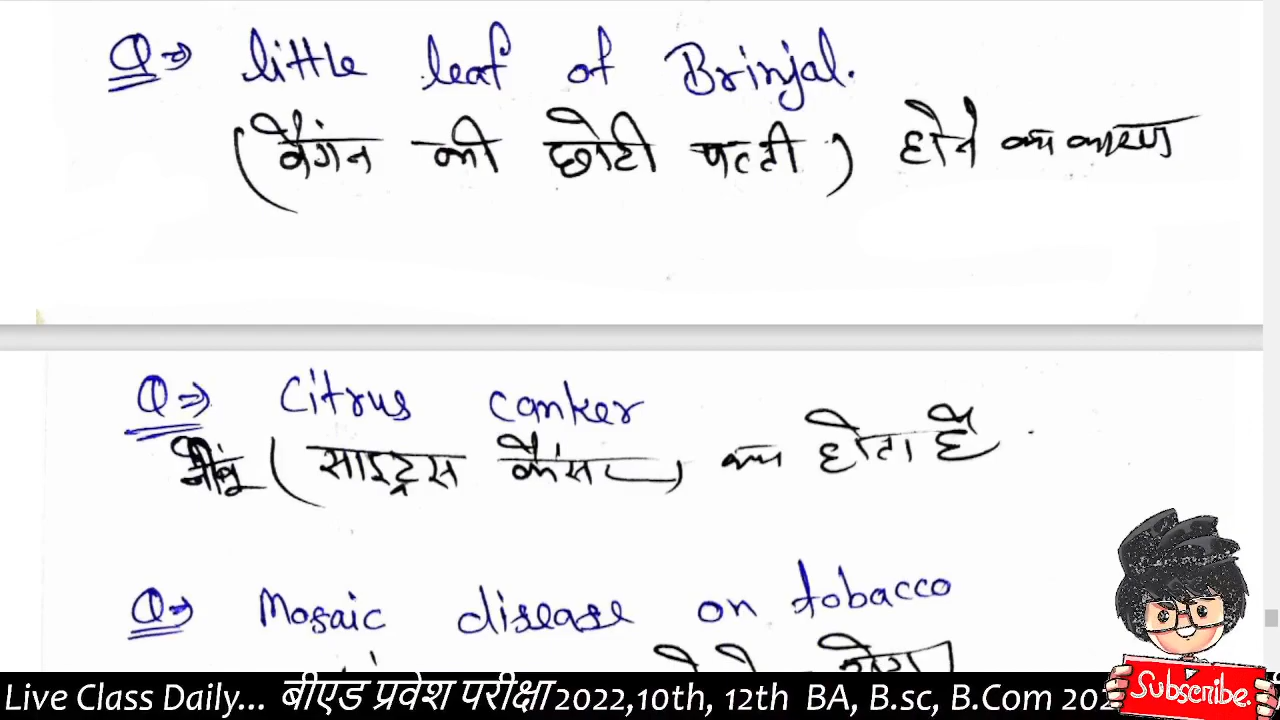 Q⇒ little leaf of Brinjal.
(बैंगन की छोटी पत्ती) होने का कारण
Q⇒ Citrus canker
नींबू (साइट्रस कैंसर) क्या होता है
Q⇒ Mosaic disease on tobacco
Live Class Daily... बीएड प्रवेश परीक्षा 2022,10th, 12th BA, B.sc, B.Com 202
Subscribe.